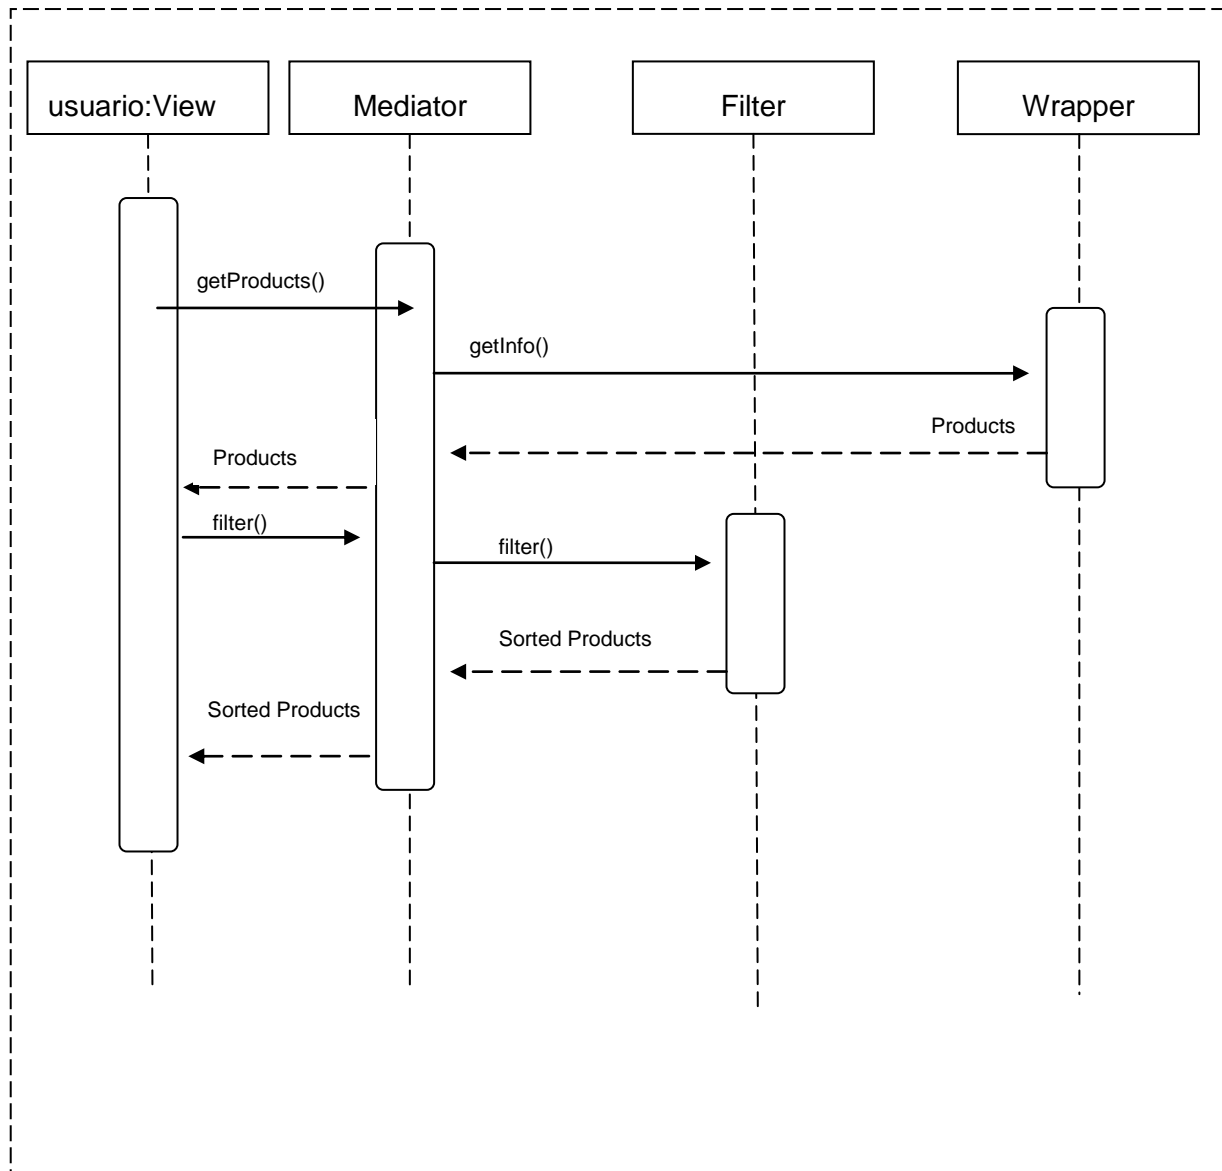 usuario:View
Mediator
Filter
Wrapper
getProducts()
getInfo()
Products
Products
filter()
filter()
Sorted Products
Sorted Products